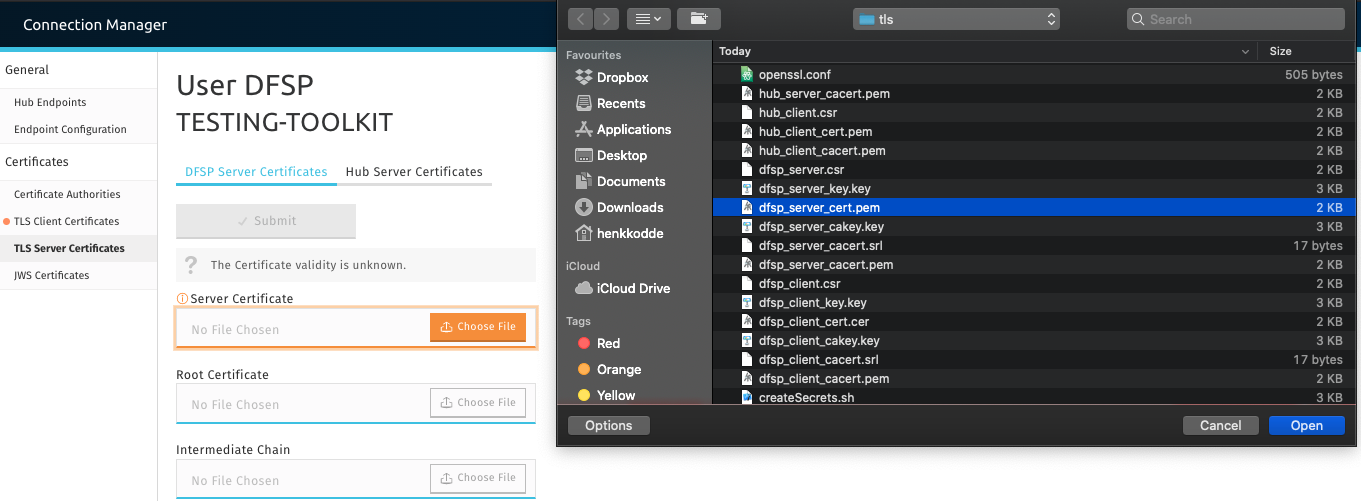 Connection Manager
General
Hub Endpoints
Endpoint Configuration
Certificates
Certificate Authorities
TLS Client Certificates
TLS Server Certificates
JWS Certificates
User DFSP
TESTING-TOOLKIT
DFSP Server Certificates Hub Server Certificates
Submit
? The Certificate validity is unknown.
Server Certificate
No File Chosen Choose File
Root Certificate
No File Chosen Choose File
Intermediate Chain
No File Chosen Choose File
tls
Search
Favourites
Dropbox
Recents
Applications
Desktop
Documents
Downloads
henkkodde
iCloud
iCloud Drive
Tags
Red
Orange
Yellow
Today Size
openssl.conf 505 bytes
hub_server_cacert.pem 2 KB
hub_client.csr 2 KB
hub_client_cert.pem 2 KB
hub_client_cacert.pem 2 KB
dfsp_server.csr 2 KB
dfsp_server_key.key 3 KB
dfsp_server_cert.pem 2 KB
dfsp_server_cakey.key 3 KB
dfsp_server_cacert.srl 17 bytes
dfsp_server_cacert.pem 2 KB
dfsp_client.csr 2 KB
dfsp_client_key.key 3 KB
dfsp_client_cert.cer 2 KB
dfsp_client_cakey.key 3 KB
dfsp_client_cacert.srl 17 bytes
dfsp_client_cacert.pem 2 KB
createSecrets.sh 3 KB
Options Cancel Open